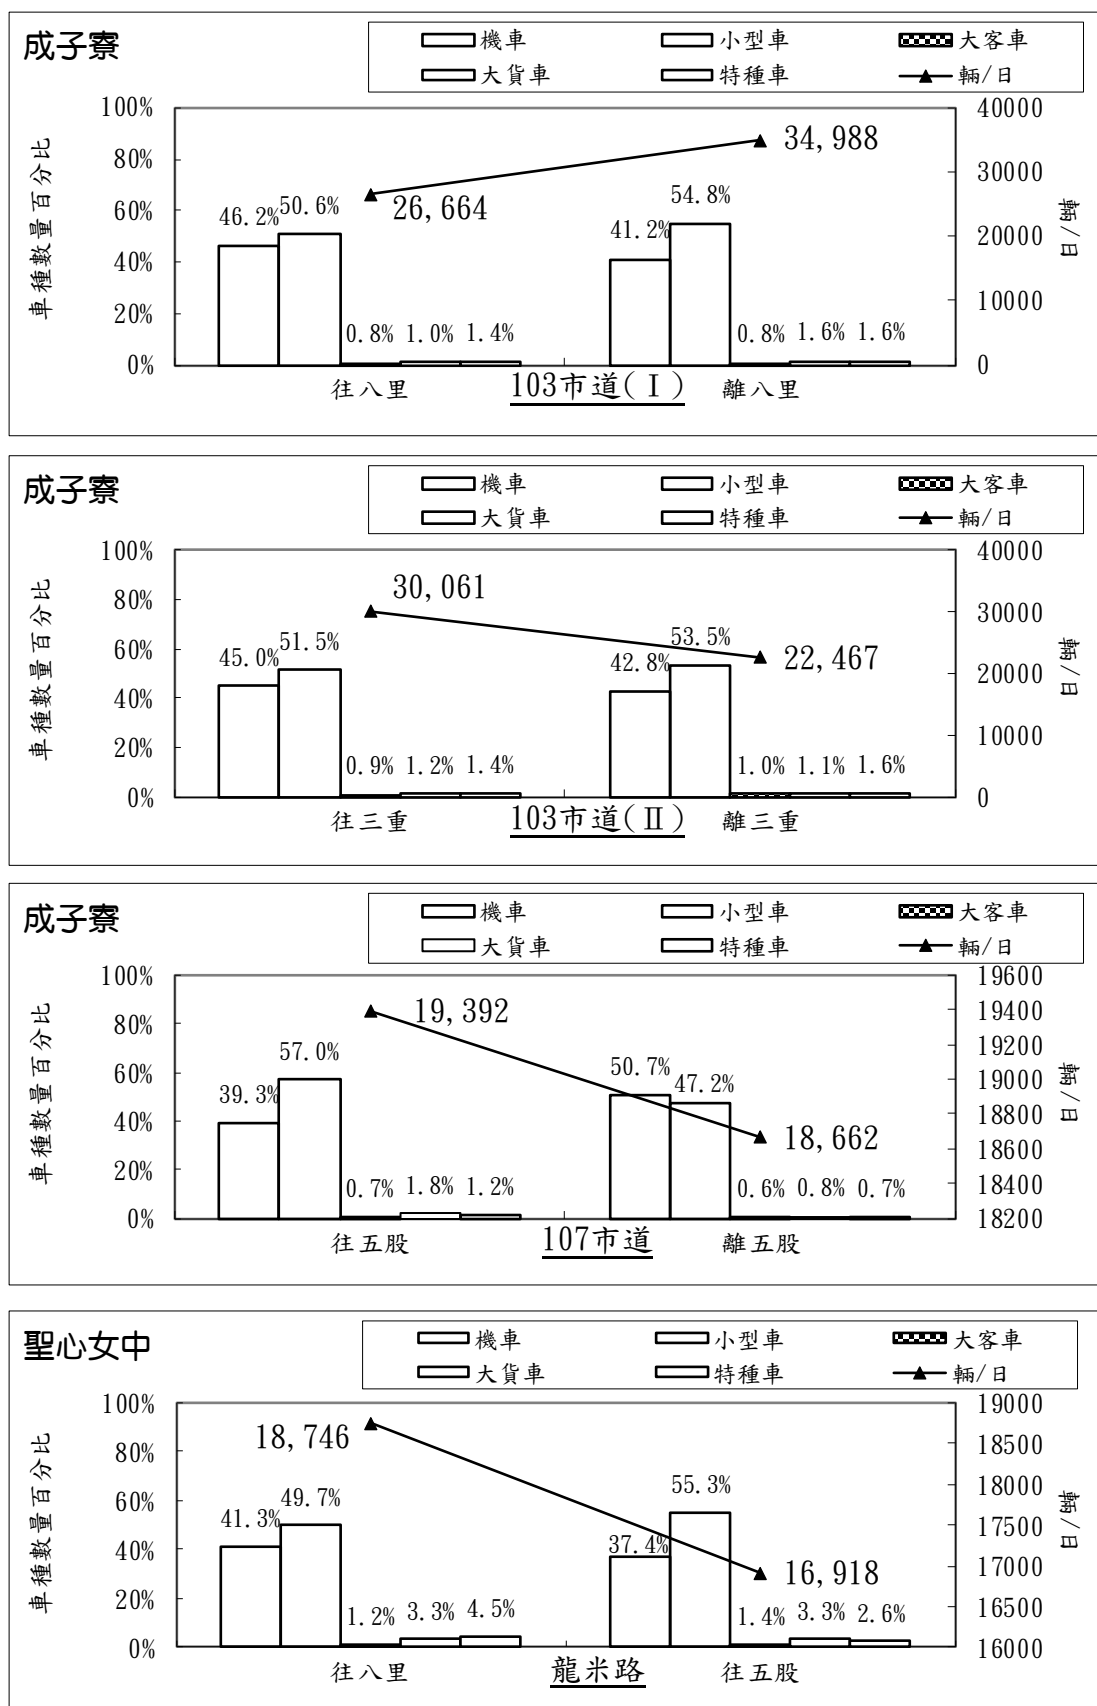 成子寮
機車 小型車 大客車
大貨車 特種車 輛/日
車種數量百分比
輛/日
100% 40000
80% 30000
60% 20000
40% 10000
20% 0
0%
34,988
26,664
46.2% 50.6% 0.8% 1.0% 1.4%
41.2% 54.8% 0.8% 1.6% 1.6%
往八里 103市道(Ⅰ) 離八里
成子寮
機車 小型車 大客車
大貨車 特種車 輛/日
車種數量百分比
輛/日
100% 40000
80% 30000
60% 20000
40% 10000
20% 0
0%
30,061
22,467
45.0% 51.5% 0.9% 1.2% 1.4%
42.8% 53.5% 1.0% 1.1% 1.6%
往三重 103市道(Ⅱ) 離三重
成子寮
機車 小型車 大客車
大貨車 特種車 輛/日
車種數量百分比
輛/日
100% 19600
80% 19400
60% 19200
40% 19000
20% 18800
0% 18600
18400
18200
19,392
18,662
39.3% 57.0% 0.7% 1.8% 1.2%
50.7% 47.2% 0.6% 0.8% 0.7%
往五股 107市道 離五股
聖心女中
機車 小型車 大客車
大貨車 特種車 輛/日
車種數量百分比
輛/日
100% 19000
80% 18500
60% 18000
40% 17500
20% 17000
0% 16500
16000
18,746
16,918
41.3% 49.7% 1.2% 3.3% 4.5%
37.4% 55.3% 1.4% 3.3% 2.6%
往八里 龍米路 往五股